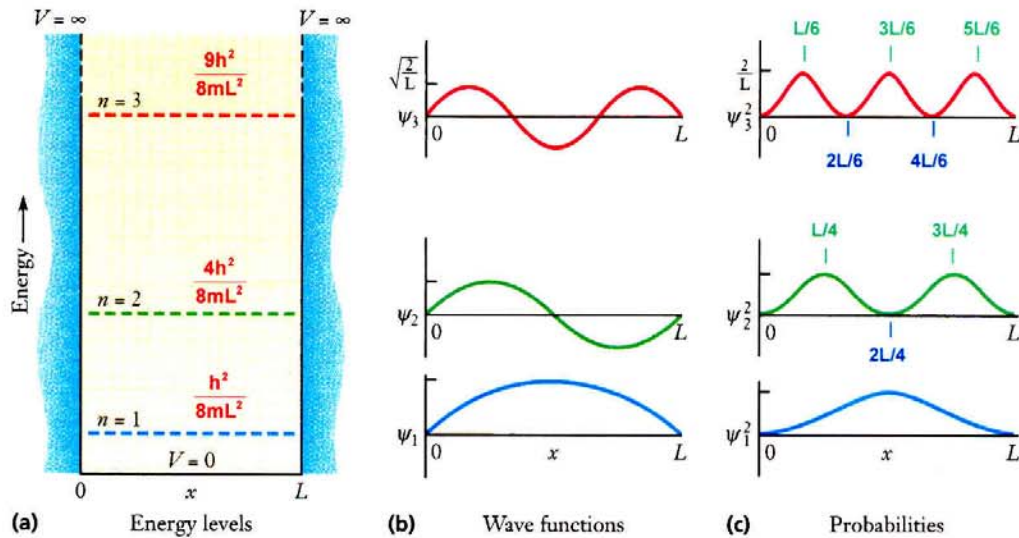 V = ∞
V = ∞
9h²
8mL²
n = 3
4h²
8mL²
n = 2
h²
8mL²
n = 1
V = 0
Energy
0
x
L
(a)
Energy levels
√2/L
ψ₃
0
L
ψ₂
0
L
ψ₁
0
x
L
(b)
Wave functions
L/6
3L/6
5L/6
2/L
ψ₃²
0
L
2L/6
4L/6
L/4
3L/4
ψ₂²
0
L
2L/4
ψ₁²
0
x
L
(c)
Probabilities